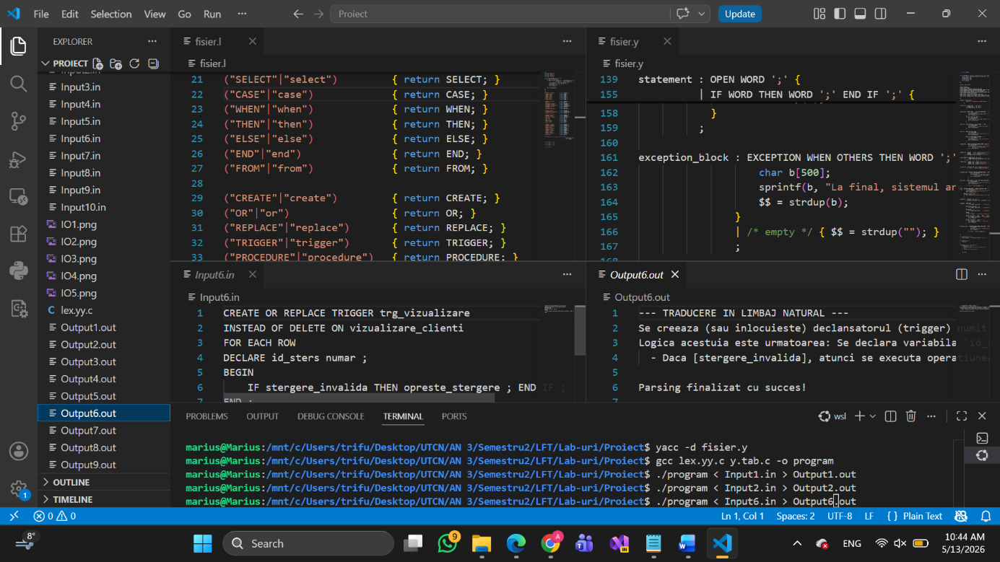 File Edit Selection View Go Run ··· Proiect Update
EXPLORER ···
PROIECT
Input3.in
Input4.in
Input5.in
Input6.in
Input7.in
Input8.in
Input9.in
Input10.in
IO1.png
IO2.png
IO3.png
IO4.png
IO5.png
C lex.yy.c
Output1.out
Output2.out
Output3.out
Output4.out
Output5.out
Output6.out
Output7.out
Output8.out
Output9.out
OUTLINE
TIMELINE
fisier.l
fisier.l
21 ("SELECT"|"select") { return SELECT; }
22 ("CASE"|"case") { return CASE; }
23 ("WHEN"|"when") { return WHEN; }
24 ("THEN"|"then") { return THEN; }
25 ("ELSE"|"else") { return ELSE; }
26 ("END"|"end") { return END; }
27 ("FROM"|"from") { return FROM; }
28
29 ("CREATE"|"create") { return CREATE; }
30 ("OR"|"or") { return OR; }
31 ("REPLACE"|"replace") { return REPLACE; }
32 ("TRIGGER"|"trigger") { return TRIGGER; }
33 ("PROCEDURE"|"procedure") { return PROCEDURE; }
fisier.y
fisier.y
139 statement : OPEN WORD ';' {
155 | IF WORD THEN WORD ';' END IF ';' {
158 }
159 ;
160
161 exception_block : EXCEPTION WHEN OTHERS THEN WORD ';'
162 char b[500];
163 sprintf(b, "La final, sistemul ar
164 $$ = strdup(b);
165 }
166 | /* empty */ { $$ = strdup(""); }
167 ;
Input6.in
Input6.in
1 CREATE OR REPLACE TRIGGER trg_vizualizare
2 INSTEAD OF DELETE ON vizualizare_clienti
3 FOR EACH ROW
4 DECLARE id_sters numar ;
5 BEGIN
6 IF stergere_invalida THEN opreste_stergere ; END IF ;
7 END ;
Output6.out
Output6.out
1 --- TRADUCERE IN LIMBAJ NATURAL ---
2 Se creeaza (sau inlocuieste) declansatorul (trigger) numit
3 Logica acestuia este urmatoarea: Se declara variabila 'id_s
4 - Daca [stergere_invalida], atunci se executa operatiunea
5
6 Parsing finalizat cu succes!
7
PROBLEMS OUTPUT DEBUG CONSOLE TERMINAL PORTS wsl
marius@Marius:/mnt/c/Users/trifu/Desktop/UTCN/AN 3/Semestru2/LFT/Lab-uri/Proiect$ yacc -d fisier.y
marius@Marius:/mnt/c/Users/trifu/Desktop/UTCN/AN 3/Semestru2/LFT/Lab-uri/Proiect$ gcc lex.yy.c y.tab.c -o program
marius@Marius:/mnt/c/Users/trifu/Desktop/UTCN/AN 3/Semestru2/LFT/Lab-uri/Proiect$ ./program < Input1.in > Output1.out
marius@Marius:/mnt/c/Users/trifu/Desktop/UTCN/AN 3/Semestru2/LFT/Lab-uri/Proiect$ ./program < Input2.in > Output2.out
marius@Marius:/mnt/c/Users/trifu/Desktop/UTCN/AN 3/Semestru2/LFT/Lab-uri/Proiect$ ./program < Input6.in > Output6.out
1
0 0 Ln 1, Col 1 Spaces: 2 UTF-8 LF { } Plain Text
8° Search 9 A ENG 10:44 AM
5/13/2026